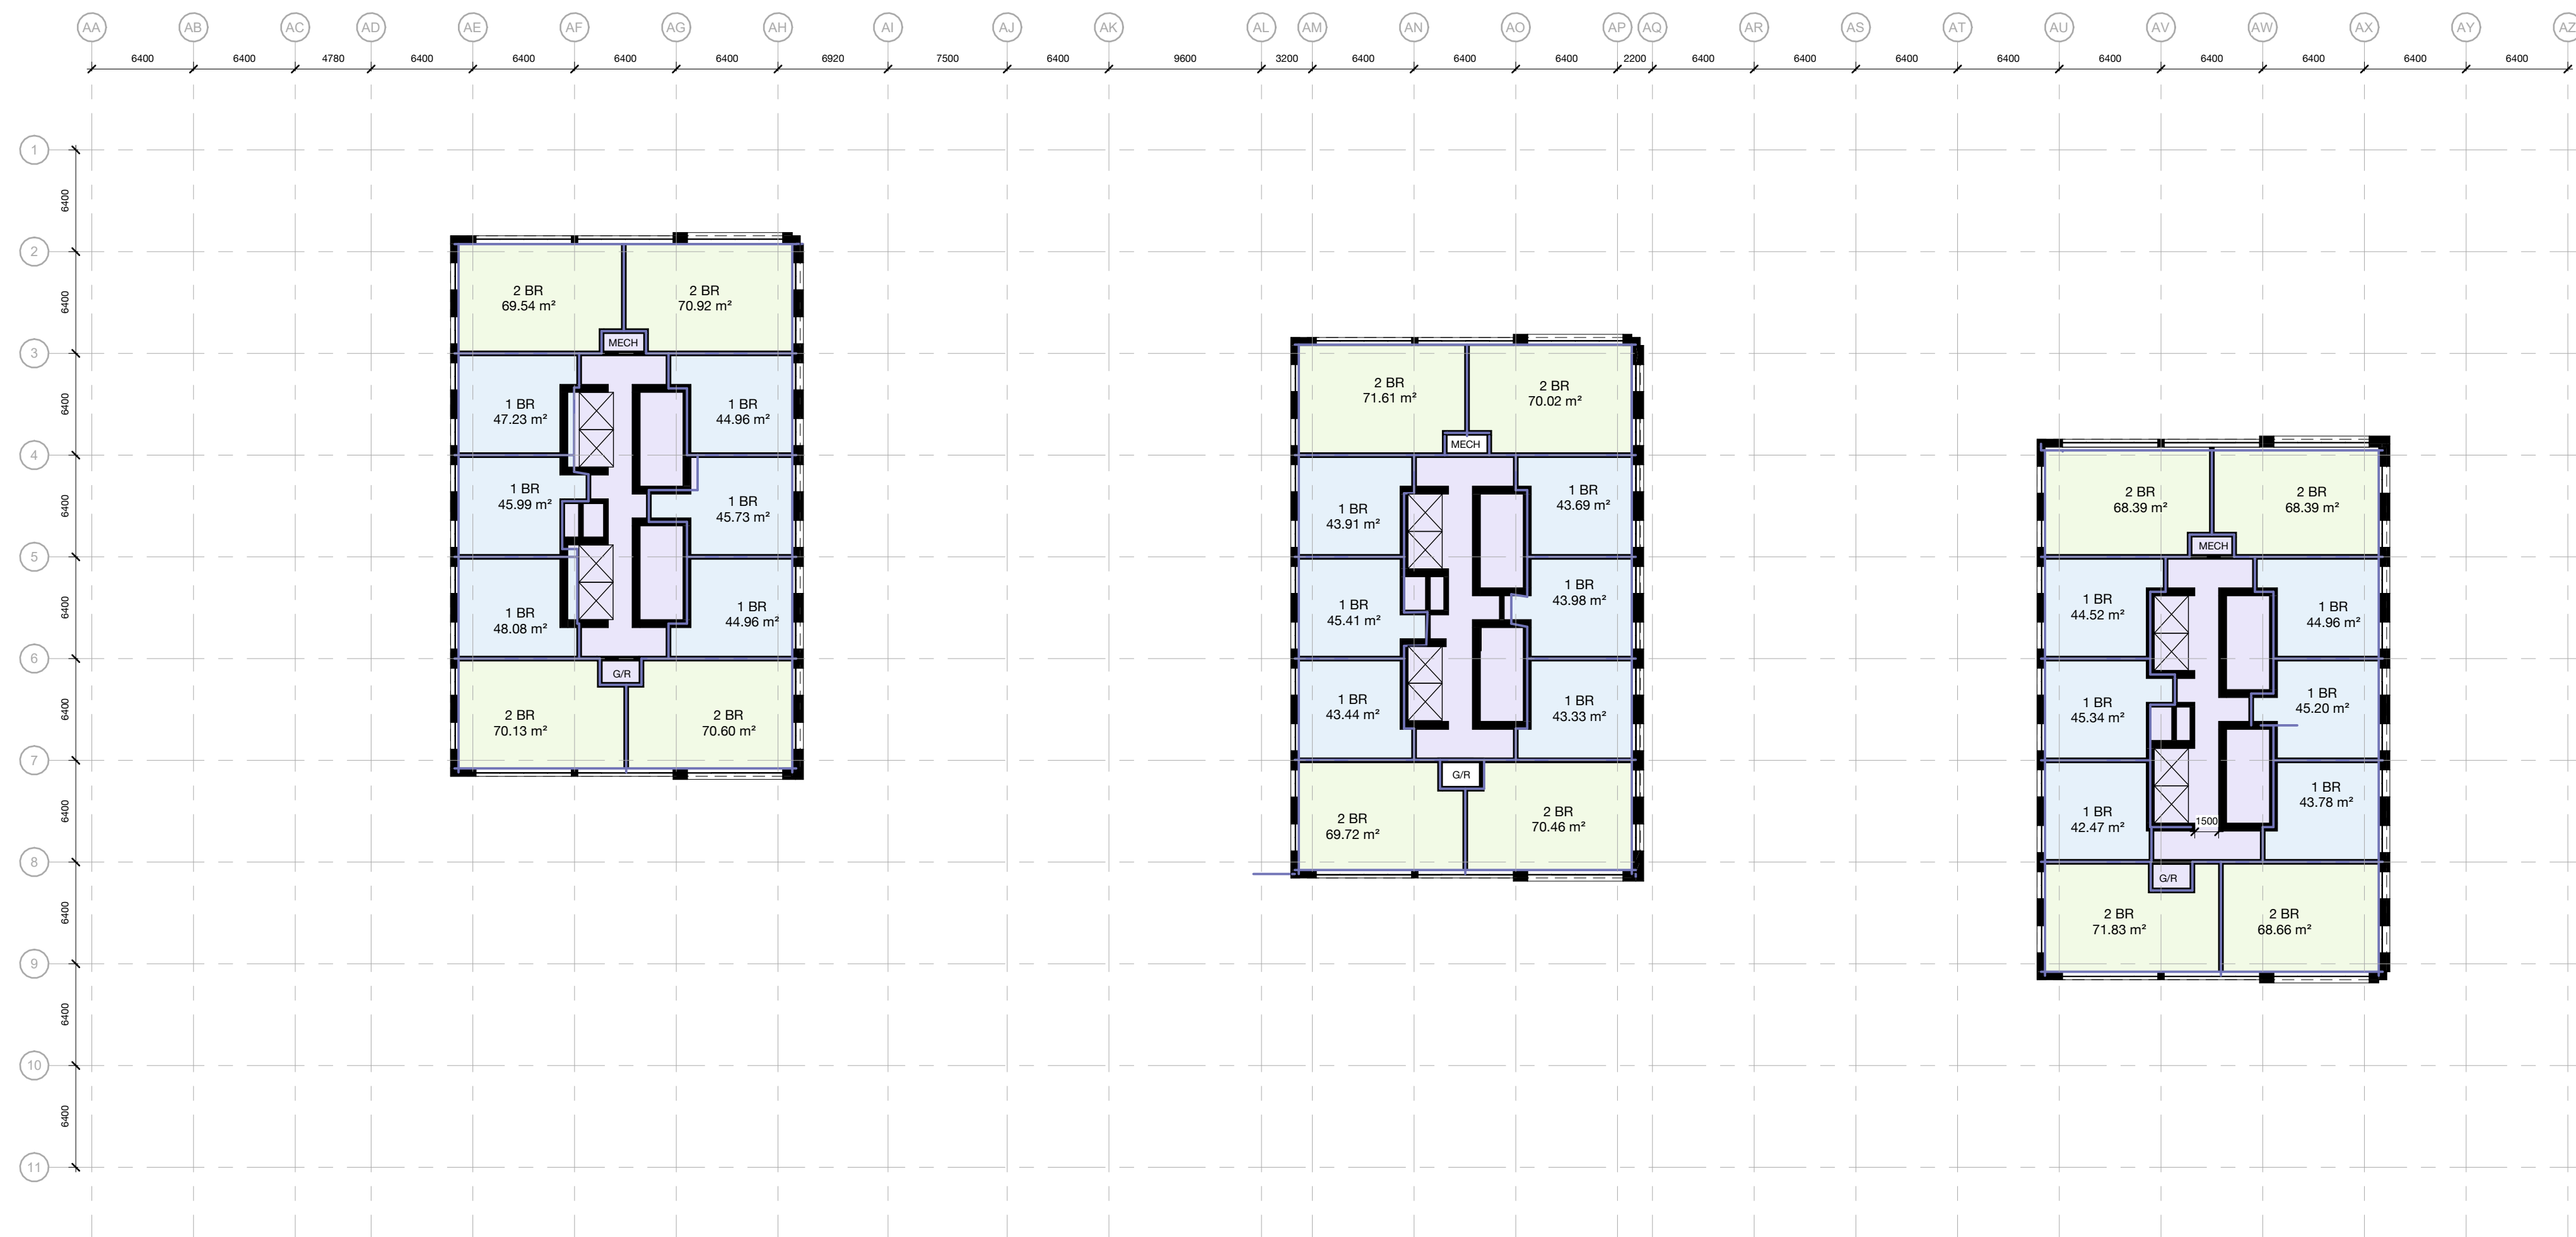 AA AB AC AD AE AF AG AH AI AJ AK AL AM AN AO AP AQ AR AS AT AU AV AW AX AY AZ
6400 6400 4780 6400 6400 6400 6400 6920 7500 6400 9600 3200 6400 6400 6400 2200 6400 6400 6400 6400 6400 6400 6400 6400 6400
1
6400
2
6400
3
6400
4
6400
5
6400
6
6400
7
6400
8
6400
9
6400
10
6400
11
2 BR
69.54 m²
2 BR
70.92 m²
MECH
1 BR
47.23 m²
1 BR
44.96 m²
1 BR
45.99 m²
1 BR
45.73 m²
1 BR
48.08 m²
1 BR
44.96 m²
G/R
2 BR
70.13 m²
2 BR
70.60 m²
2 BR
71.61 m²
2 BR
70.02 m²
MECH
1 BR
43.91 m²
1 BR
43.69 m²
1 BR
45.41 m²
1 BR
43.98 m²
1 BR
43.44 m²
1 BR
43.33 m²
G/R
2 BR
69.72 m²
2 BR
70.46 m²
2 BR
68.39 m²
2 BR
68.39 m²
MECH
1 BR
44.52 m²
1 BR
44.96 m²
1 BR
45.34 m²
1 BR
45.20 m²
1 BR
42.47 m²
1500
1 BR
43.78 m²
G/R
2 BR
71.83 m²
2 BR
68.66 m²